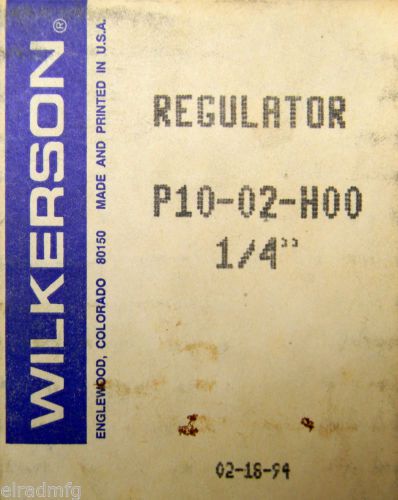 WILKERSON®
ENGLEWOOD, COLORADO 80150 MADE AND PRINTED IN U.S.A.
REGULATOR
P10-02-H00
1/4"
02-18-94
elradmfg